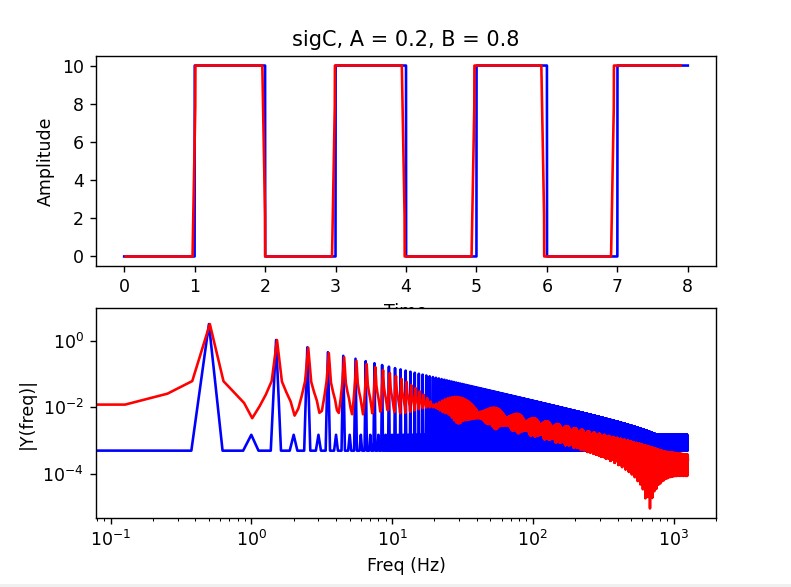 sigC, A = 0.2, B = 0.8
10
8
6
4
2
0
Amplitude
0 1 2 3 4 5 6 7 8
Time
10⁰
10⁻²
10⁻⁴
|Y(freq)|
10⁻¹ 10⁰ 10¹ 10² 10³
Freq (Hz)